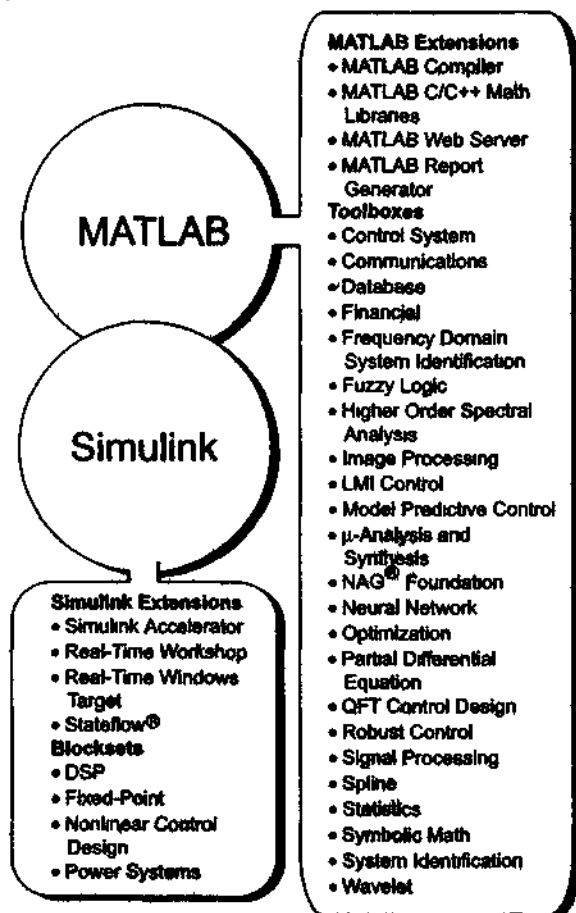 MATLAB
Simulink
MATLAB Extensions
• MATLAB Compiler
• MATLAB C/C++ Math
Libraries
• MATLAB Web Server
• MATLAB Report
Generator
Toolboxes
• Control System
• Communications
• Database
• Financial
• Frequency Domain
System Identification
• Fuzzy Logic
• Higher Order Spectral
Analysis
• Image Processing
• LMI Control
• Model Predictive Control
• μ-Analysis and
Synthesis
• NAG® Foundation
• Neural Network
• Optimization
• Partial Differential
Equation
• QFT Control Design
• Robust Control
• Signal Processing
• Spline
• Statistics
• Symbolic Math
• System Identification
• Wavelet
Simulink Extensions
• Simulink Accelerator
• Real-Time Workshop
• Real-Time Windows
Target
• Stateflow®
Blocksets
• DSP
• Fixed-Point
• Nonlinear Control
Design
• Power Systems